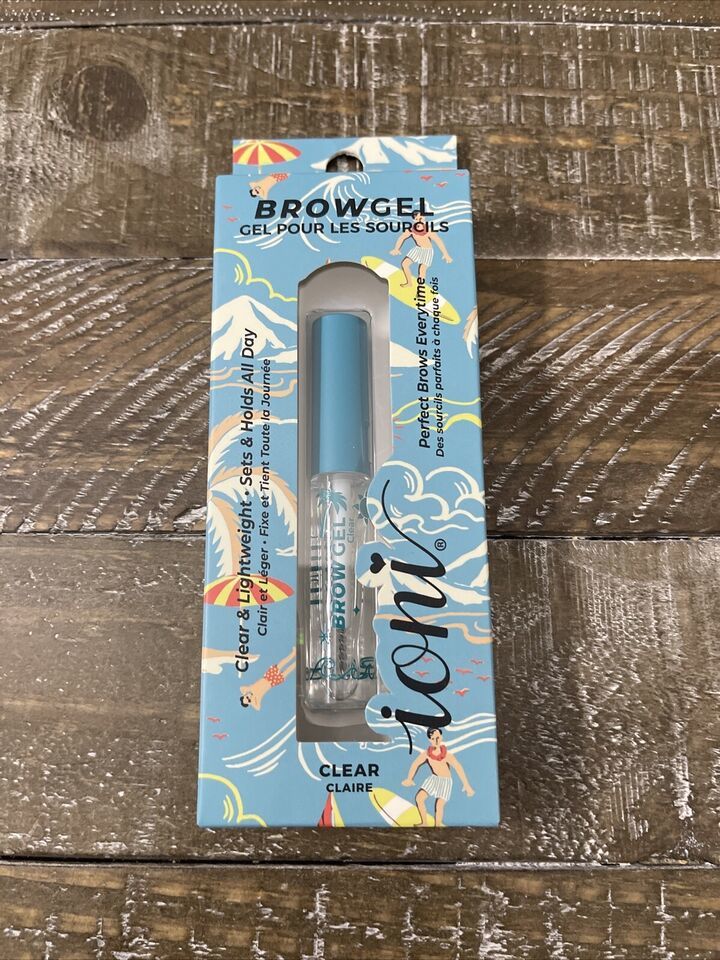 BROWGEL
GEL POUR LES SOURCILS
Perfect Brows Everytime
Des sourcils parfaits à chaque fois
Clear & Lightweight • Sets & Holds All Day
Clair et Léger • Fixe et Tient Toute la Journée
BROW GEL
Clear
ioni®
CLEAR
CLAIRE